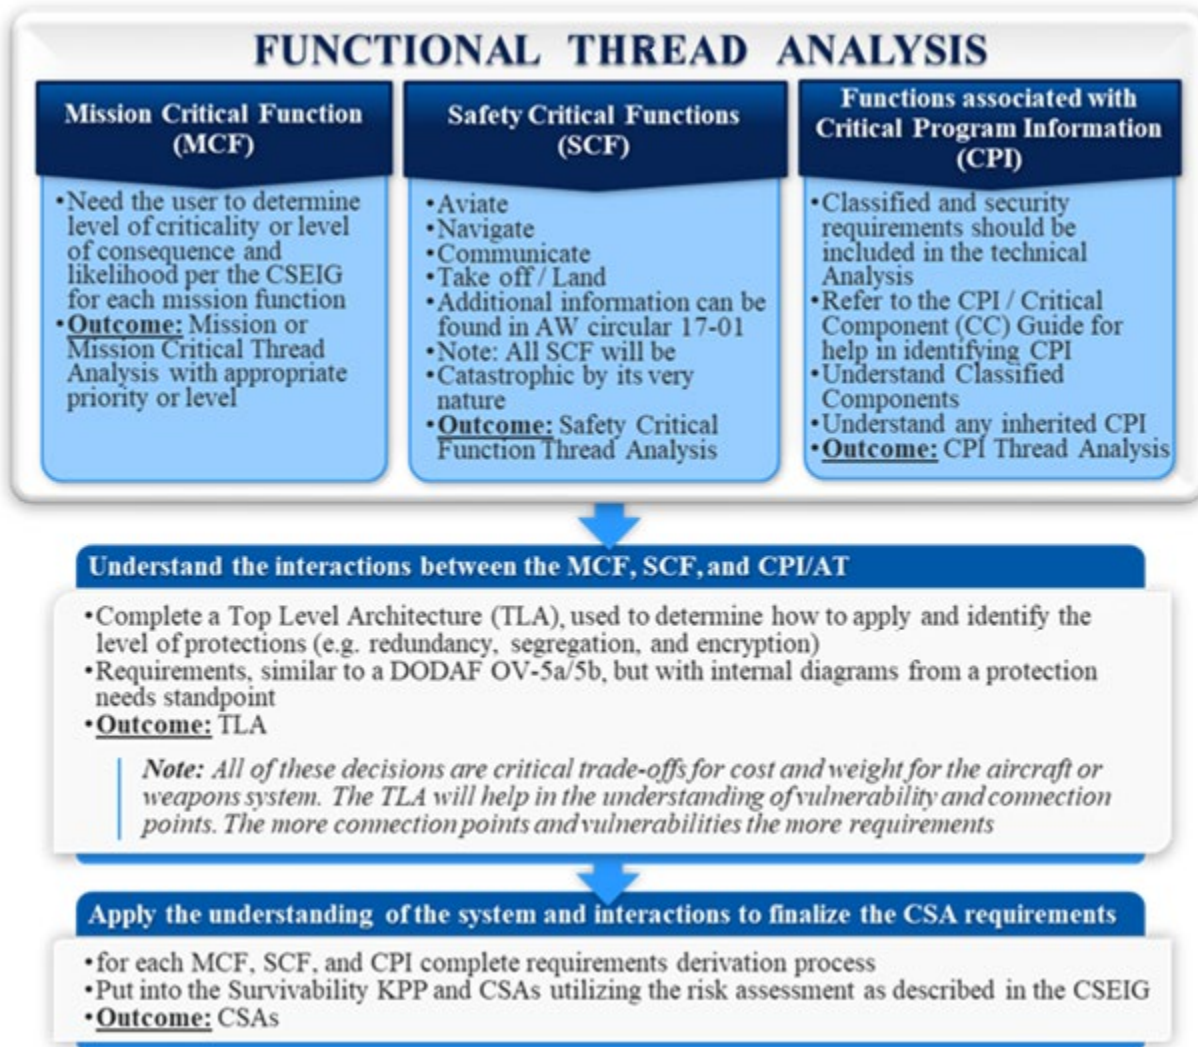 FUNCTIONAL THREAD ANALYSIS
Mission Critical Function
(MCF)
•Need the user to determine
level of criticality or level
of consequence and
likelihood per the CSEIG
for each mission function
•Outcome: Mission or
Mission Critical Thread
Analysis with appropriate
priority or level
Safety Critical Functions
(SCF)
•Aviate
•Navigate
•Communicate
•Take off / Land
•Additional information can be
found in AW circular 17-01
•Note: All SCF will be
•Catastrophic by its very
nature
•Outcome: Safety Critical
Function Thread Analysis
Functions associated with
Critical Program Information
(CPI)
•Classified and security
requirements should be
included in the technical
Analysis
•Refer to the CPI / Critical
Component (CC) Guide for
help in identifying CPI
•Understand Classified
Components
•Understand any inherited CPI
•Outcome: CPI Thread Analysis
Understand the interactions between the MCF, SCF, and CPI/AT
•Complete a Top Level Architecture (TLA), used to determine how to apply and identify the
level of protections (e.g. redundancy, segregation, and encryption)
•Requirements, similar to a DODAF OV-5a/5b, but with internal diagrams from a protection
needs standpoint
•Outcome: TLA
Note: All of these decisions are critical trade-offs for cost and weight for the aircraft or
weapons system. The TLA will help in the understanding of vulnerability and connection
points. The more connection points and vulnerabilities the more requirements
Apply the understanding of the system and interactions to finalize the CSA requirements
•for each MCF, SCF, and CPI complete requirements derivation process
•Put into the Survivability KPP and CSAs utilizing the risk assessment as described in the CSEIG
•Outcome: CSAs